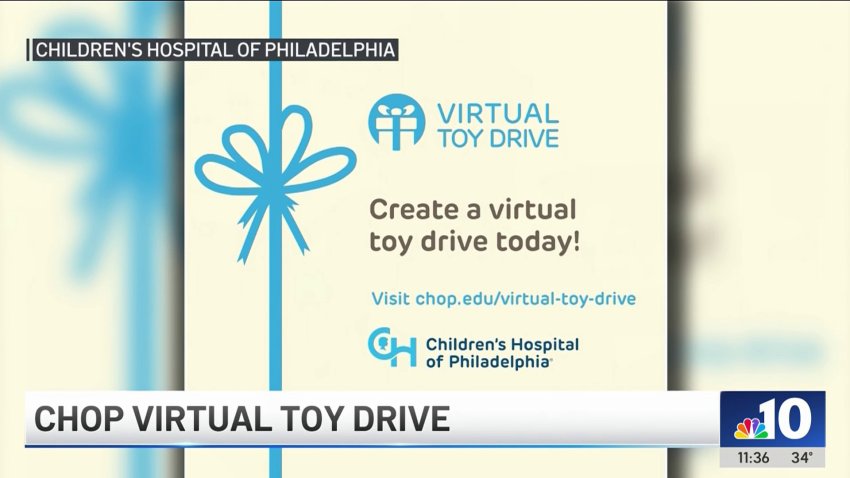 CHILDREN'S HOSPITAL OF PHILADELPHIA
VIRTUAL
TOY DRIVE
Create a virtual
toy drive today!
Visit chop.edu/virtual-toy-drive
CH
Children's Hospital
of Philadelphia®
CHOP VIRTUAL TOY DRIVE
10
11:36 34°